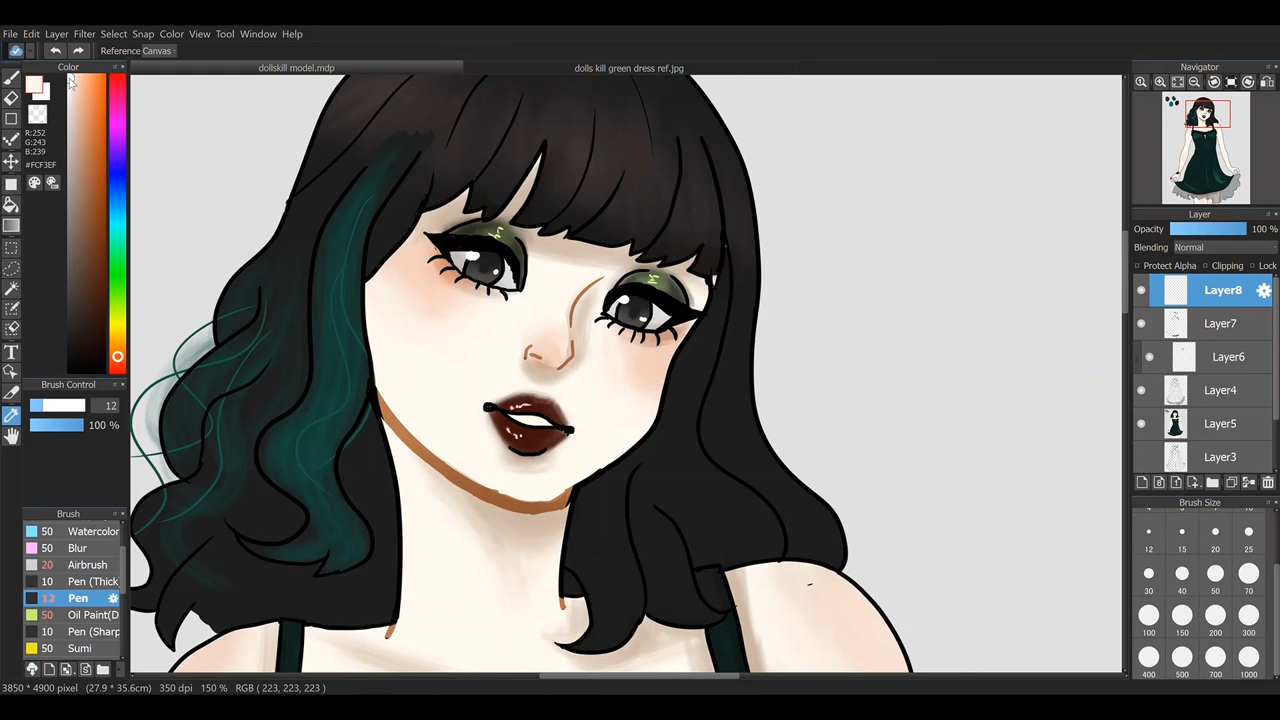 File Edit Layer Filter Select Snap Color View Tool Window Help
Reference Canvas
Color
dollskill model.mdp
dolls kill green dress ref.jpg
Navigator
R:252
G:243
B:239
#FCF3EF
Layer
Opacity 100 %
Blending Normal
Protect Alpha Clipping Lock
Layer8
Layer7
Layer6
Layer4
Layer5
Layer3
Brush Control
12
100 %
Brush
50 Watercolor
50 Blur
20 Airbrush
10 Pen (Thick)
12 Pen
50 Oil Paint(D
10 Pen (Sharp
50 Sumi
Brush Size
12 15 20 25
30 40 50 70
100 150 200 300
400 500 700 1000
3850 * 4900 pixel (27.9 * 35.6cm) 350 dpi 150 % RGB ( 223, 223, 223 )